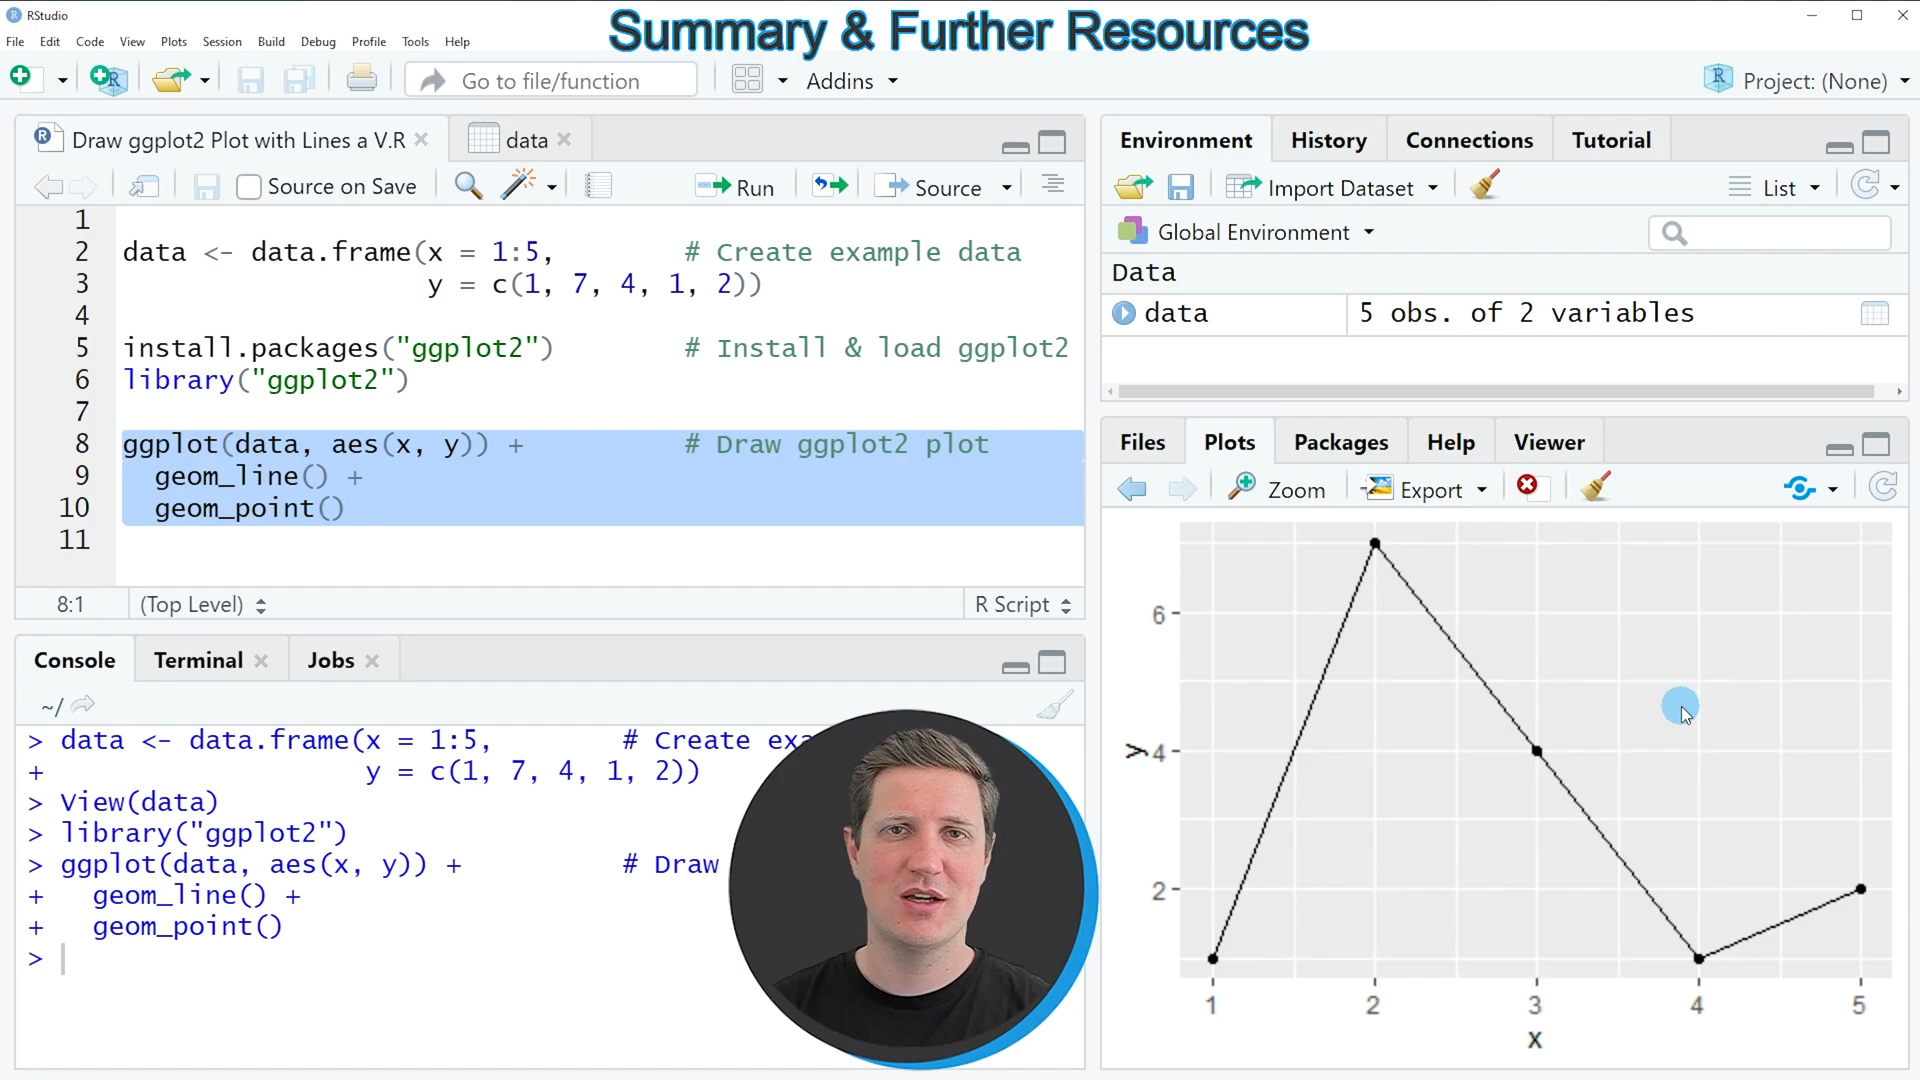 RStudio
Summary & Further Resources
File Edit Code View Plots Session Build Debug Profile Tools Help
Go to file/function
Addins
Project: (None)
Draw ggplot2 Plot with Lines a V.R
data
Source on Save
Run
Source
1
2 data <- data.frame(x = 1:5, # Create example data
3 y = c(1, 7, 4, 1, 2))
4
5 install.packages("ggplot2") # Install & load ggplot2
6 library("ggplot2")
7
8 ggplot(data, aes(x, y)) + # Draw ggplot2 plot
9 geom_line() +
10 geom_point()
11
8:1 (Top Level) R Script
Console Terminal Jobs
~/
> data <- data.frame(x = 1:5, # Create exa
+ y = c(1, 7, 4, 1, 2))
> View(data)
> library("ggplot2")
> ggplot(data, aes(x, y)) + # Draw
+ geom_line() +
+ geom_point()
>
Environment History Connections Tutorial
Import Dataset
List
Global Environment
Data
data 5 obs. of 2 variables
Files Plots Packages Help Viewer
Zoom
Export
6
4
2
y
1 2 3 4 5
x